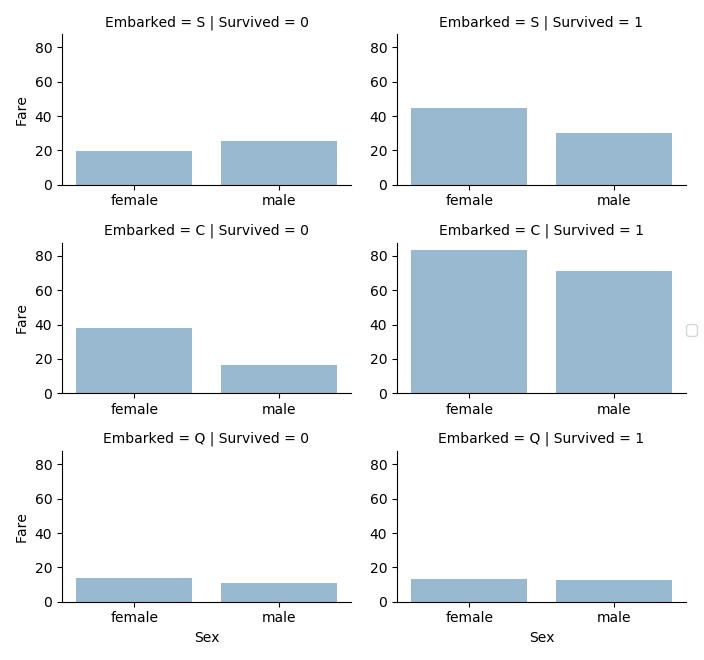 Embarked = S | Survived = 0
Embarked = S | Survived = 1
80
60
40
20
0
Fare
female male
80
60
40
20
0
female male
Embarked = C | Survived = 0
Embarked = C | Survived = 1
80
60
40
20
0
Fare
female male
80
60
40
20
0
female male
Embarked = Q | Survived = 0
Embarked = Q | Survived = 1
80
60
40
20
0
Fare
female male
Sex
80
60
40
20
0
female male
Sex